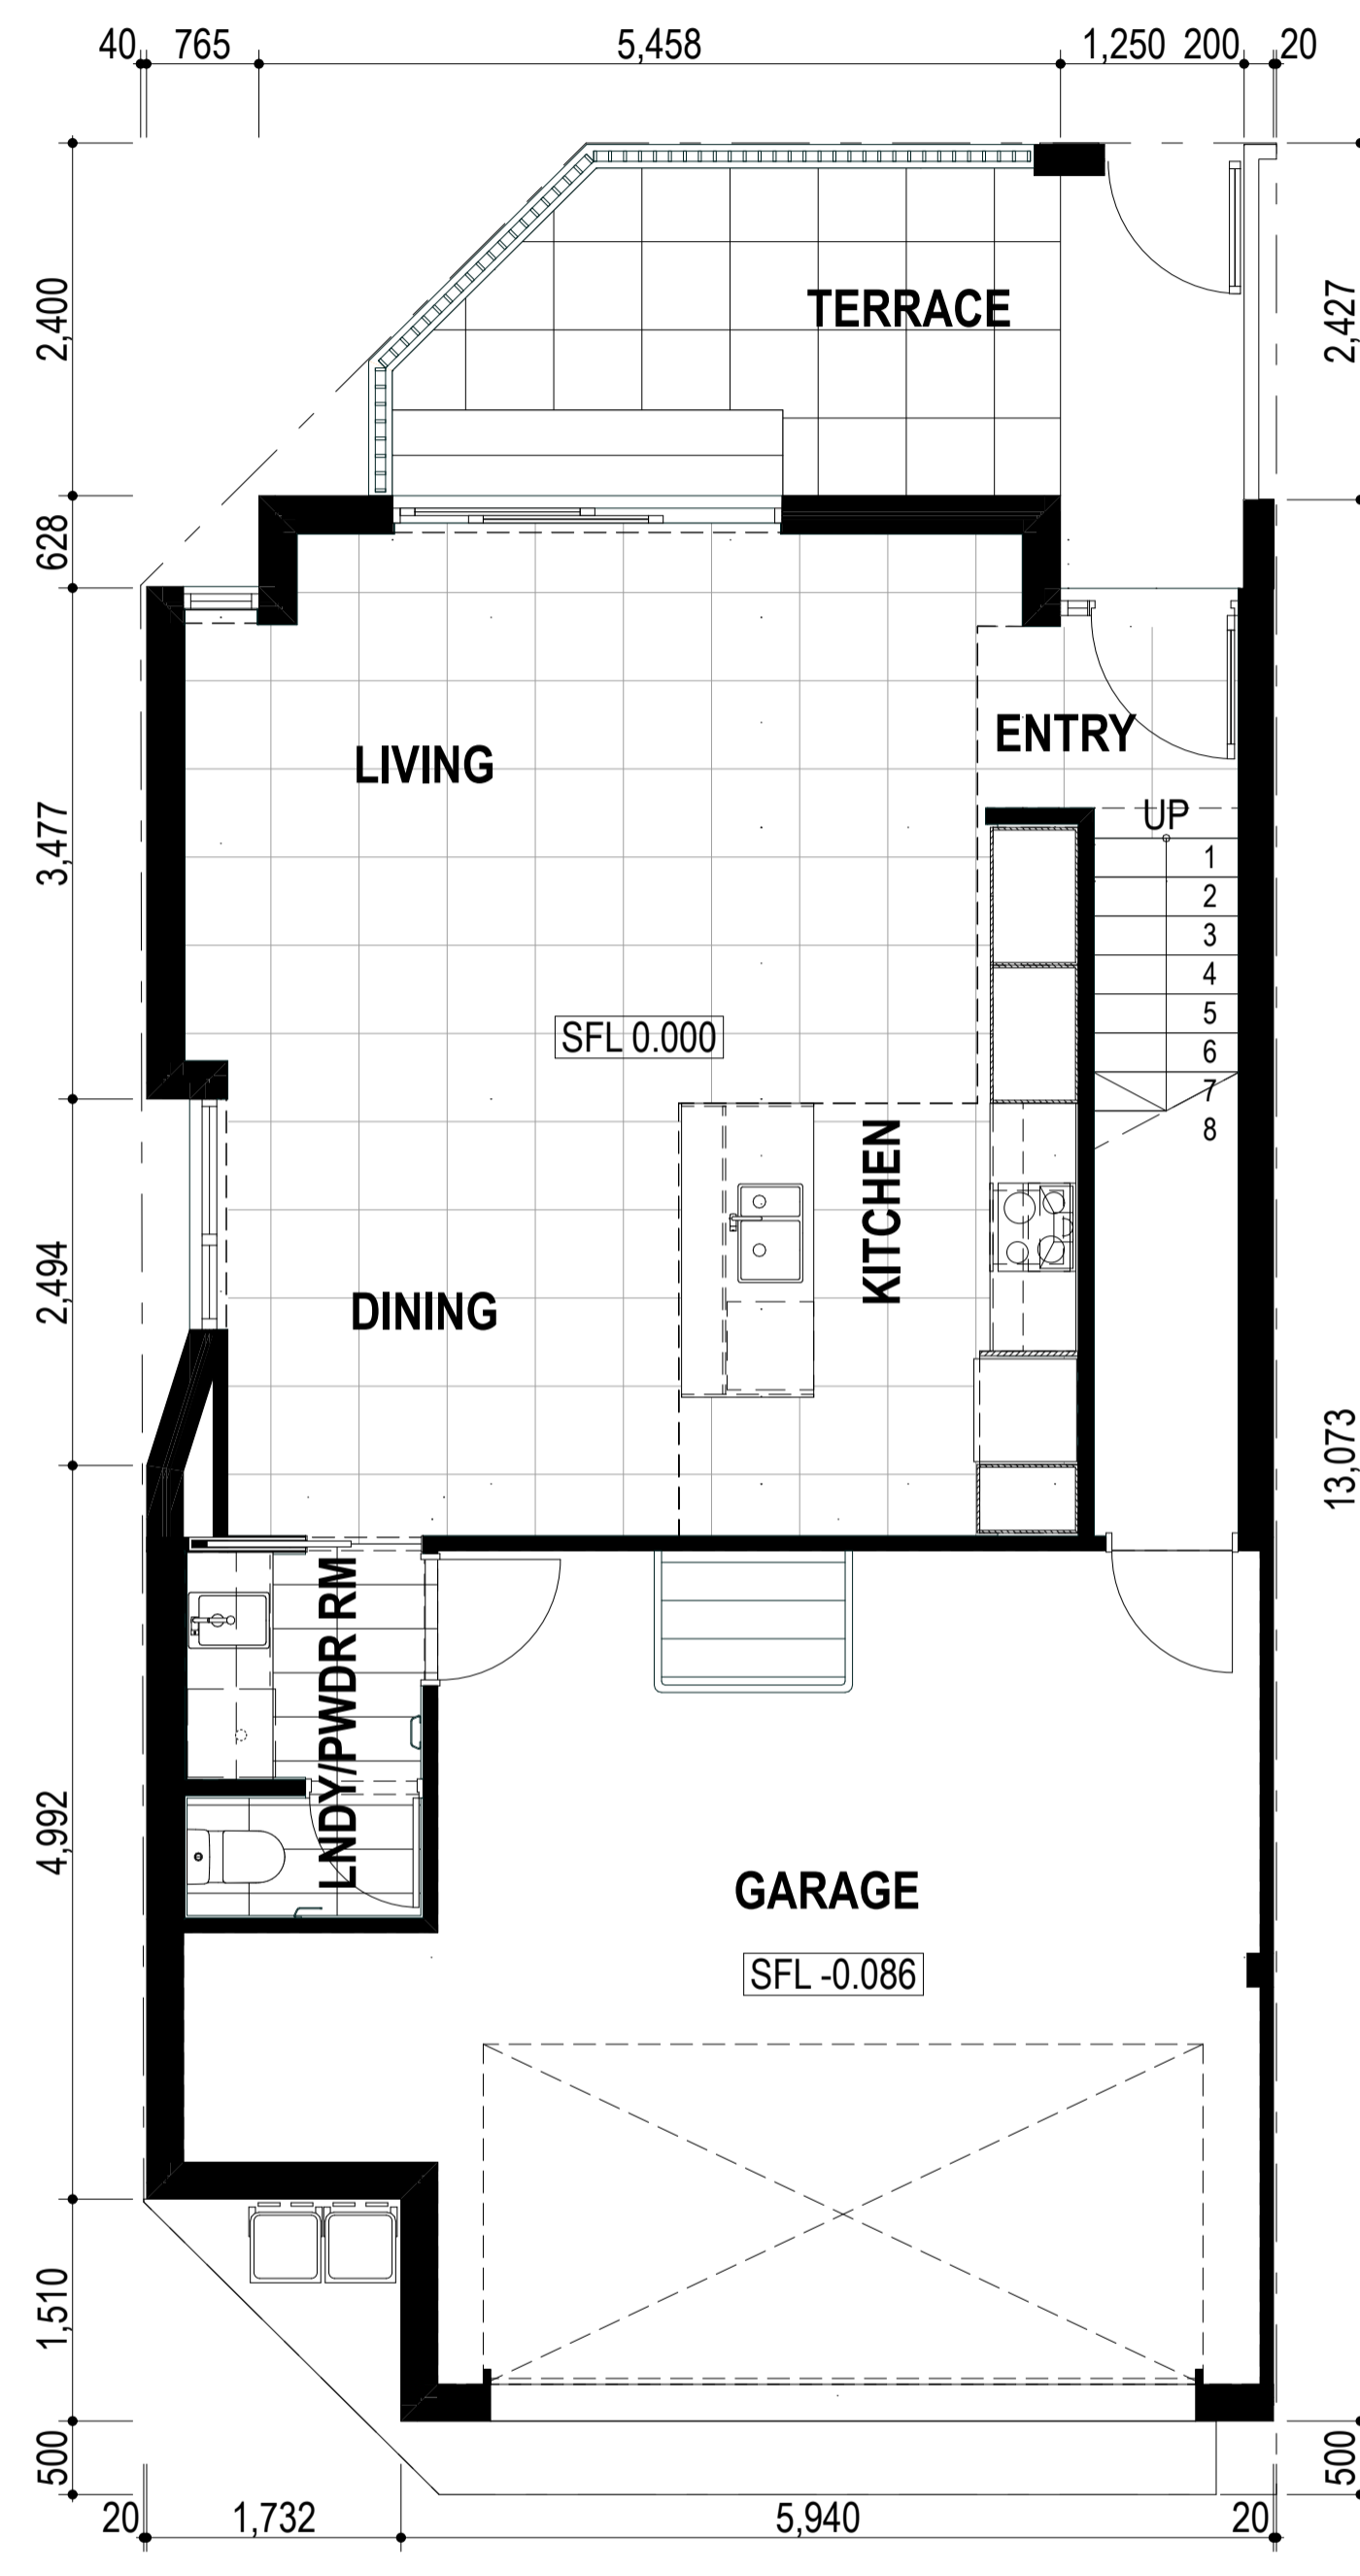 40 765 5,458 1,250 200 20
2,400
TERRACE
2,427
628
ENTRY
LIVING
UP
3,477
1
2
3
4
SFL 0.000
5
6
7
8
KITCHEN
2,494
DINING
13,073
LNDY/PWDR RM
4,992
GARAGE
SFL -0.086
1,510
500
500
20 1,732 5,940 20